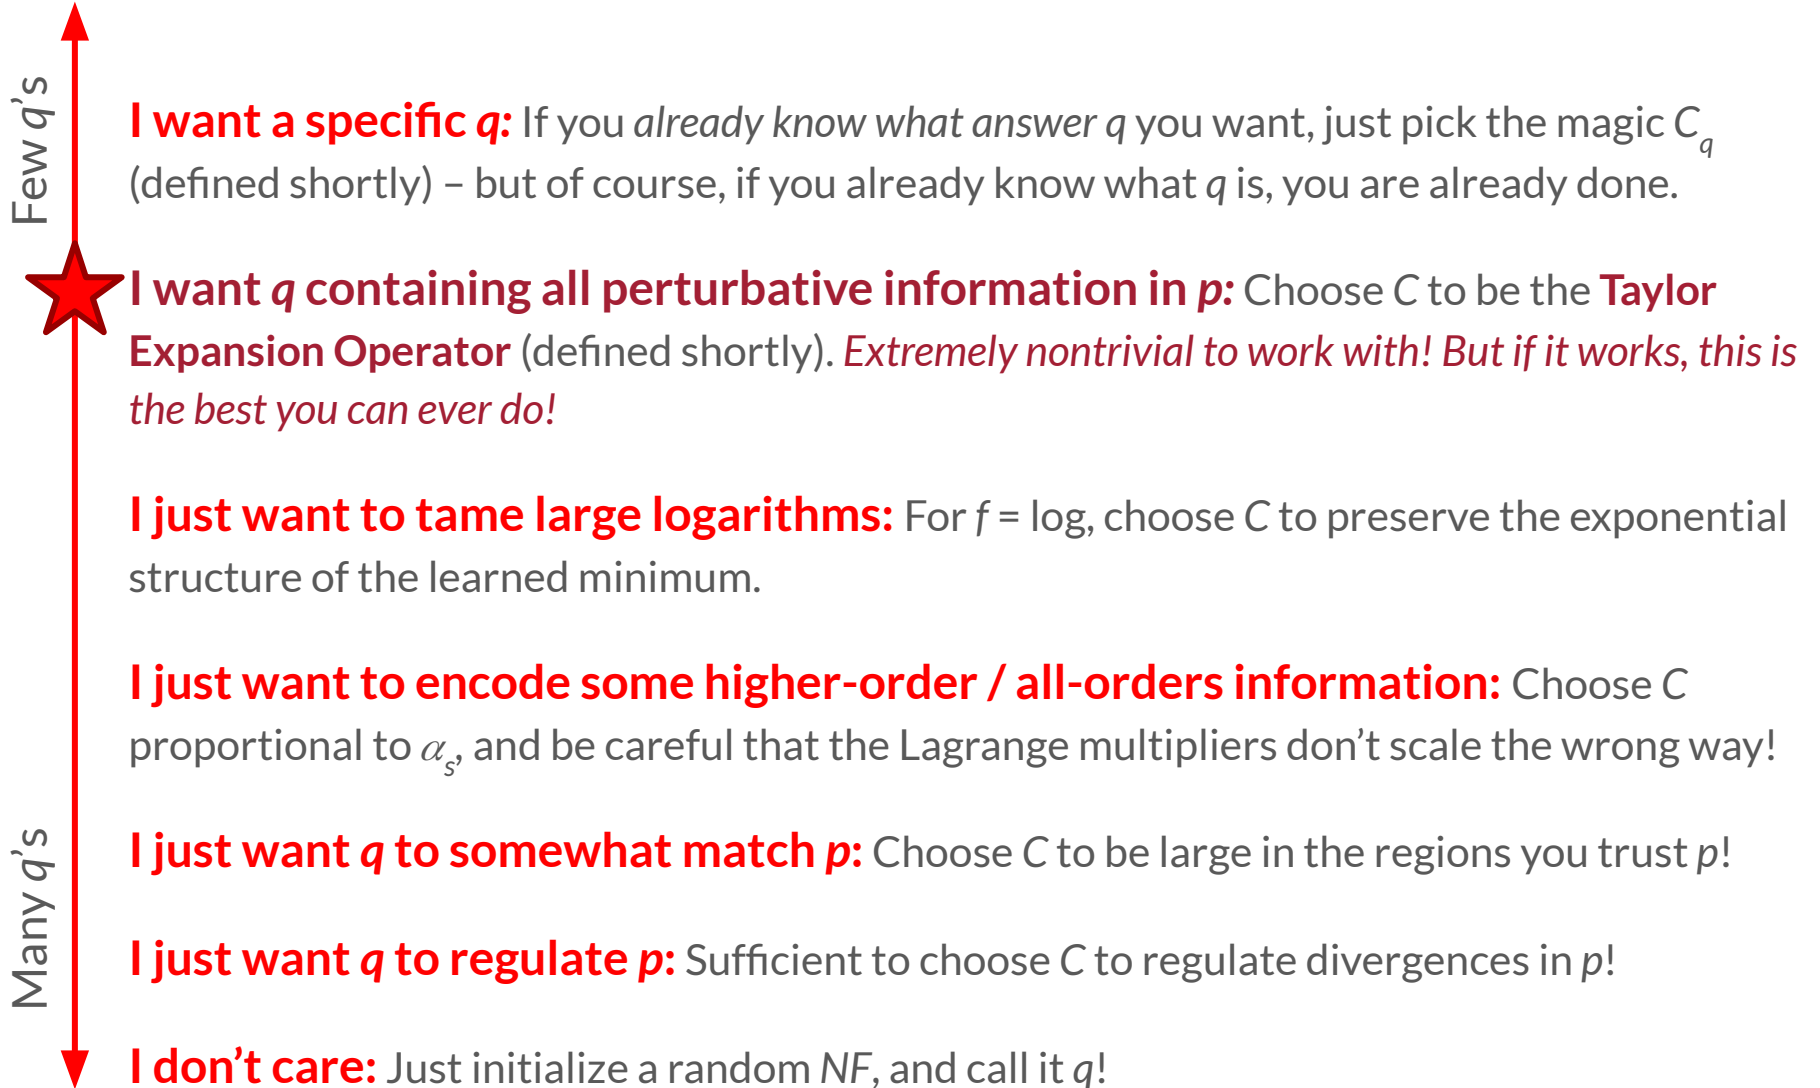 Few q's
I want a specific q: If you already know what answer q you want, just pick the magic C_q
(defined shortly) – but of course, if you already know what q is, you are already done.
I want q containing all perturbative information in p: Choose C to be the Taylor
Expansion Operator (defined shortly). Extremely nontrivial to work with! But if it works, this is
the best you can ever do!
I just want to tame large logarithms: For f = log, choose C to preserve the exponential
structure of the learned minimum.
I just want to encode some higher-order / all-orders information: Choose C
proportional to α_s, and be careful that the Lagrange multipliers don't scale the wrong way!
Many q's
I just want q to somewhat match p: Choose C to be large in the regions you trust p!
I just want q to regulate p: Sufficient to choose C to regulate divergences in p!
I don't care: Just initialize a random NF, and call it q!